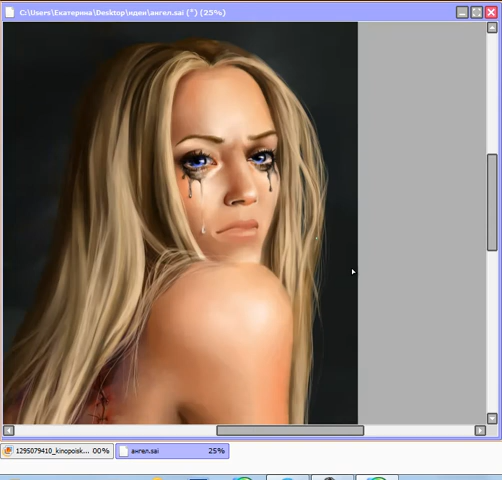 C:\Users\Екатерина\Desktop\идеи\ангел.sai (*) (25%)
1295079410_kinopoisk... 00%
ангел.sai 25%